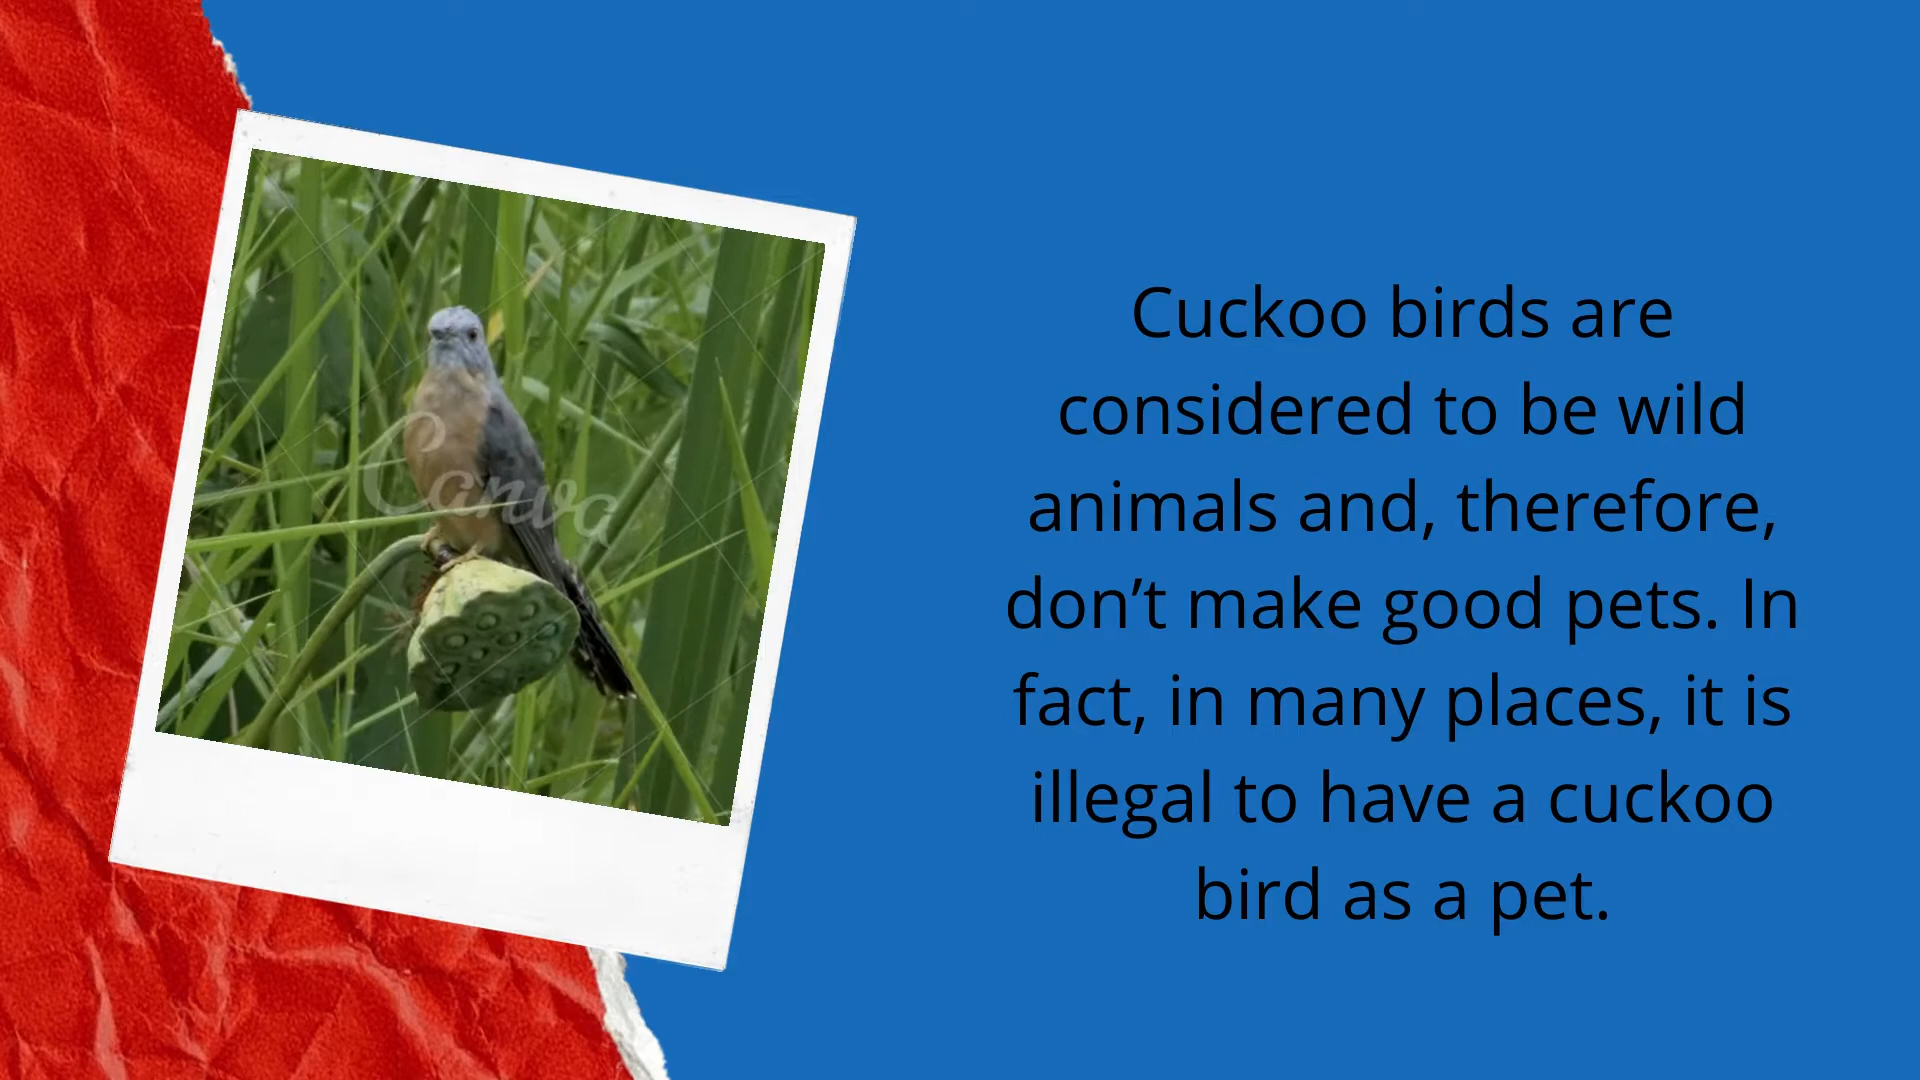 Canva
Cuckoo birds are
considered to be wild
animals and, therefore,
don’t make good pets. In
fact, in many places, it is
illegal to have a cuckoo
bird as a pet.